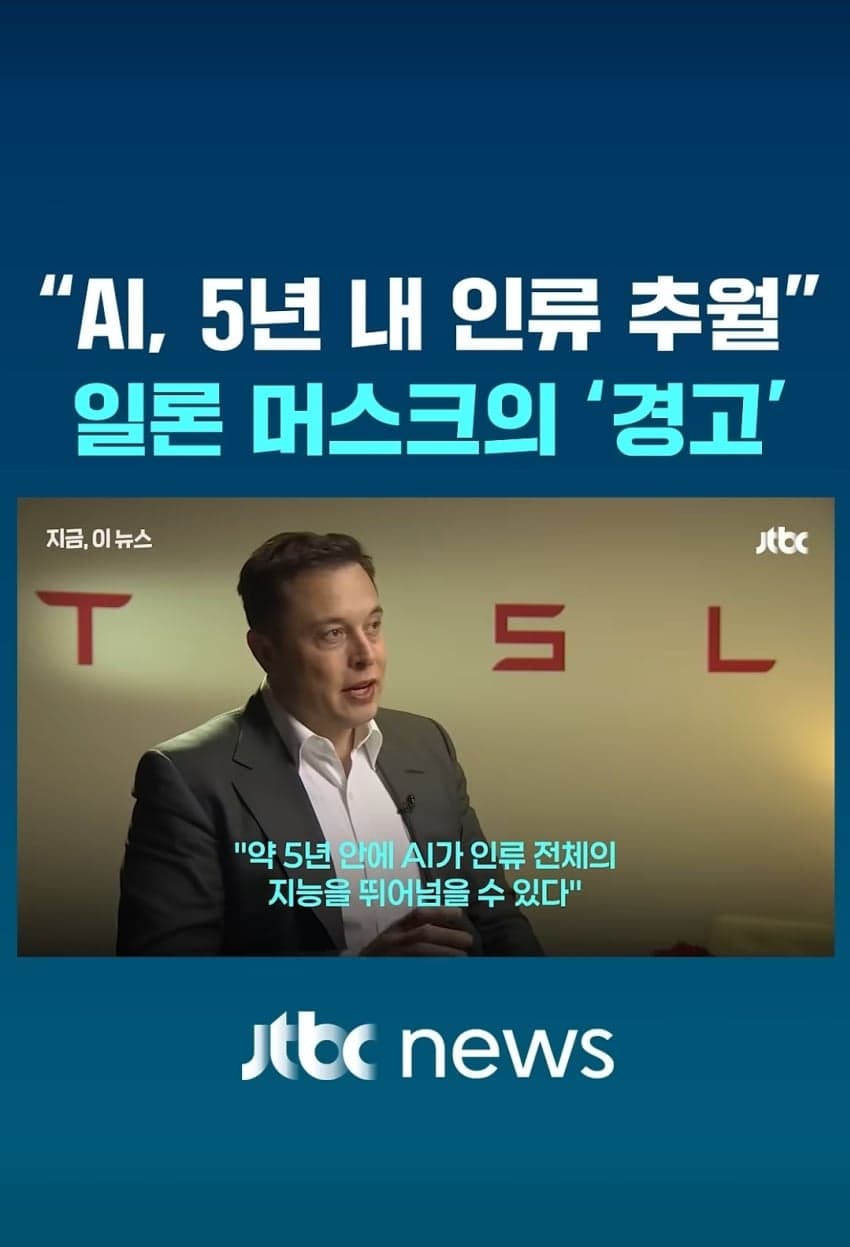 “AI, 5년 내 인류 추월”
일론 머스크의 ‘경고’
지금, 이 뉴스
jtbc
T S L
"약 5년 안에 AI가 인류 전체의
지능을 뛰어넘을 수 있다"
jtbc news